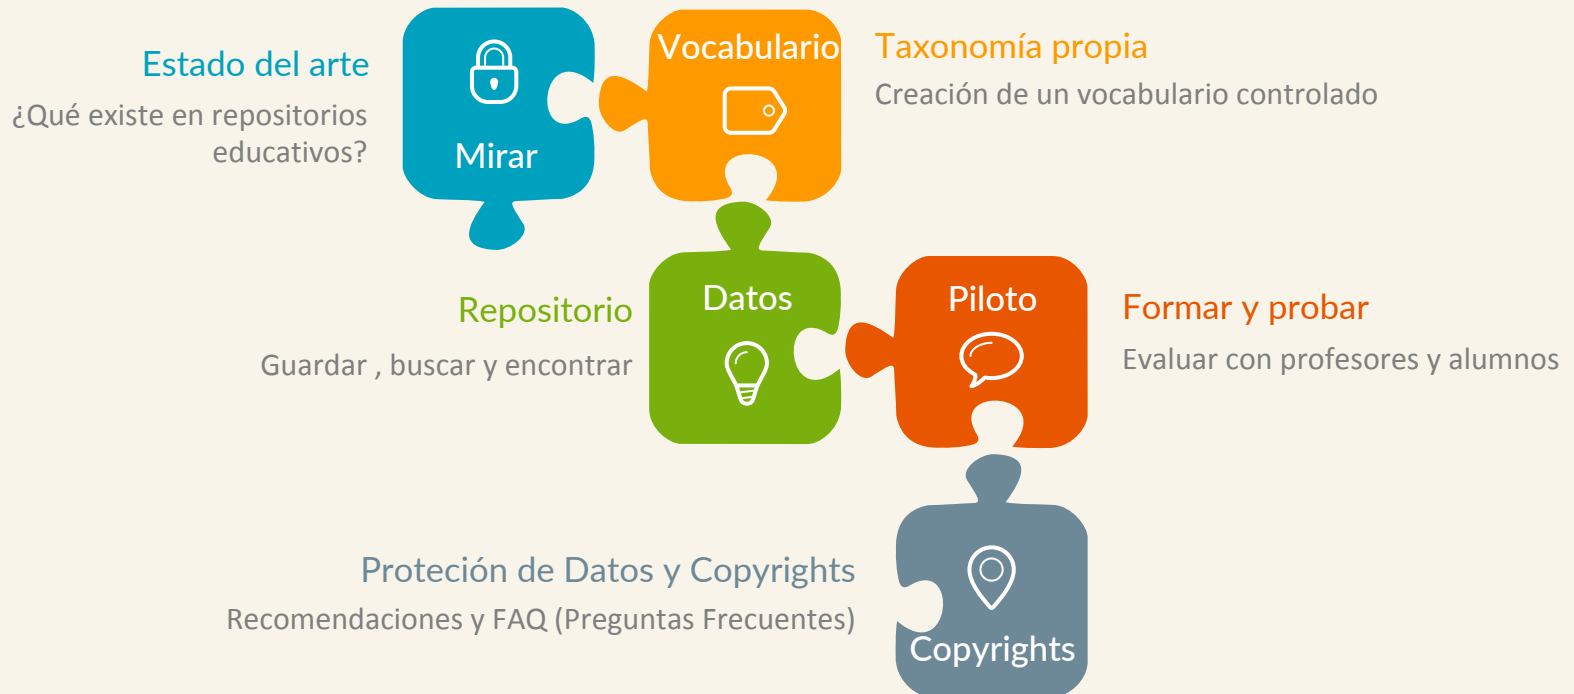 Estado del arte
¿Qué existe en repositorios
educativos?
Mirar
Vocabulario
Taxonomía propia
Creación de un vocabulario controlado
Repositorio
Guardar , buscar y encontrar
Datos
Piloto
Formar y probar
Evaluar con profesores y alumnos
Proteción de Datos y Copyrights
Recomendaciones y FAQ (Preguntas Frecuentes)
Copyrights